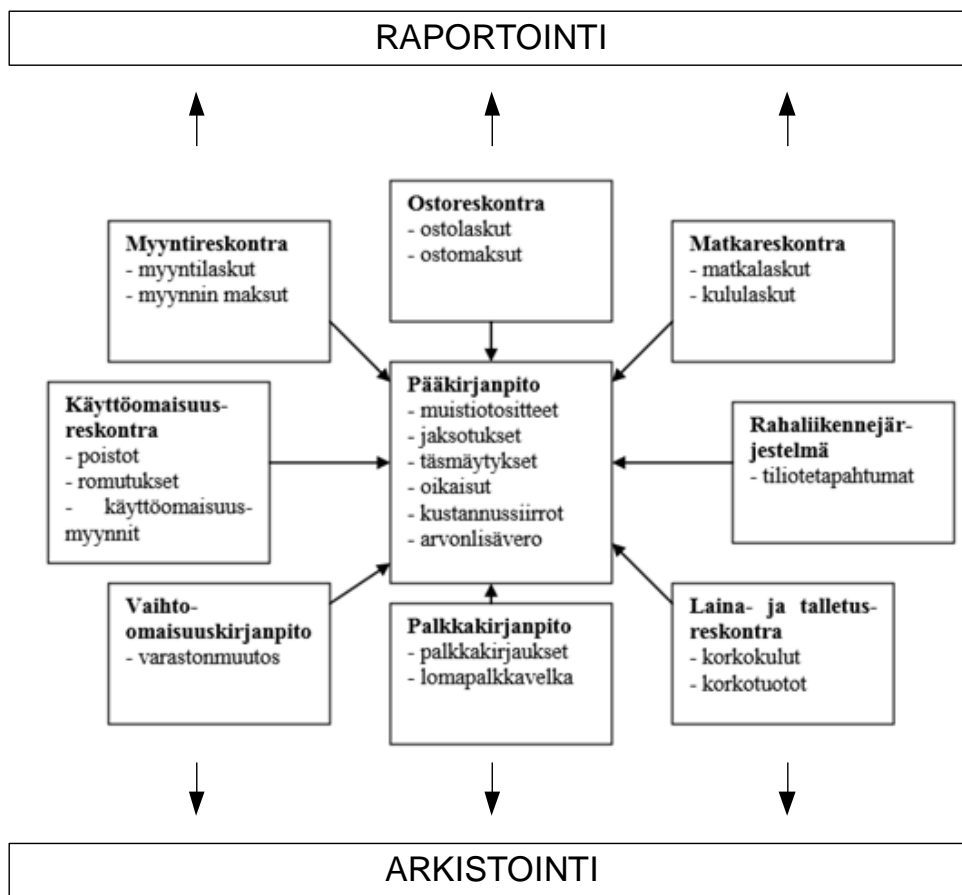 RAPORTOINTI
Ostoreskontra
- ostolaskut
- ostomaksut
Myyntireskontra
- myyntilaskut
- myynnin maksut
Matkareskontra
- matkalaskut
- kululaskut
Pääkirjanpito
- muistiotositteet
- jaksotukset
- täsmäytykset
- oikaisut
- kustannussiirrot
- arvonlisävero
Käyttöomaisuus-
reskontra
- poistot
- romutukset
- käyttöomaisuus-
myynnit
Rahaliikennejär-
jestelmä
- tiliotetapahtumat
Vaihto-
omaisuuskirjanpito
- varastonmuutos
Palkkakirjanpito
- palkkakirjaukset
- lomapalkkavelka
Laina- ja talletus-
reskontra
- korkokulut
- korkotuotot
ARKISTOINTI